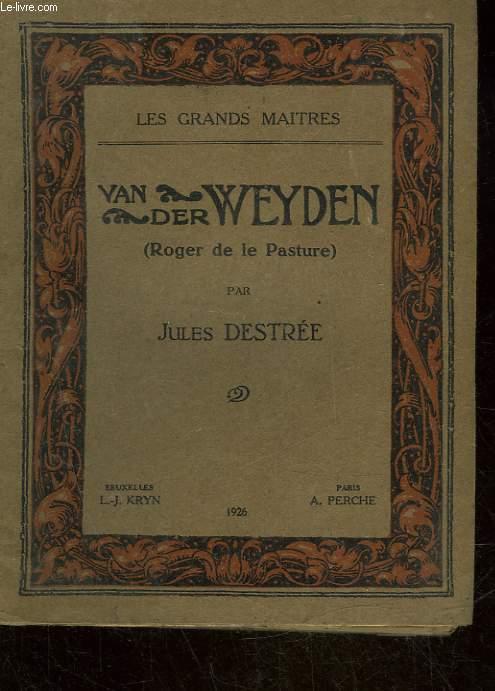 Le-livre.com
LES GRANDS MAITRES
VAN DER WEYDEN
(Roger de le Pasture)
PAR
JULES DESTRÉE
BRUXELLES
L.-J. KRYN
1926
PARIS
A. PERCHE